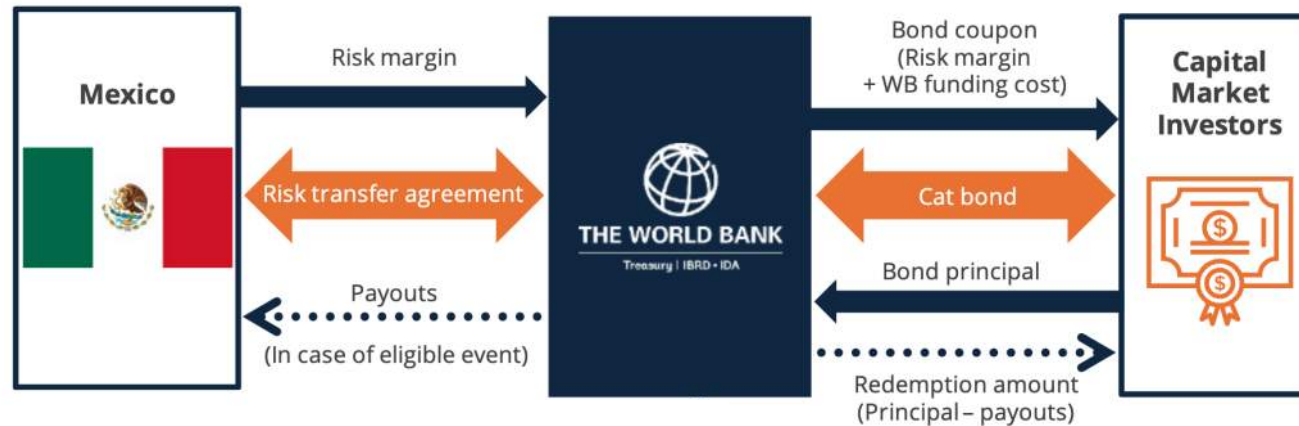 Mexico
Risk margin
Risk transfer agreement
Payouts
(In case of eligible event)
THE WORLD BANK
Treasury | IBRD • IDA
Bond coupon
(Risk margin
+ WB funding cost)
Cat bond
Bond principal
Redemption amount
(Principal – payouts)
Capital
Market
Investors
$
$